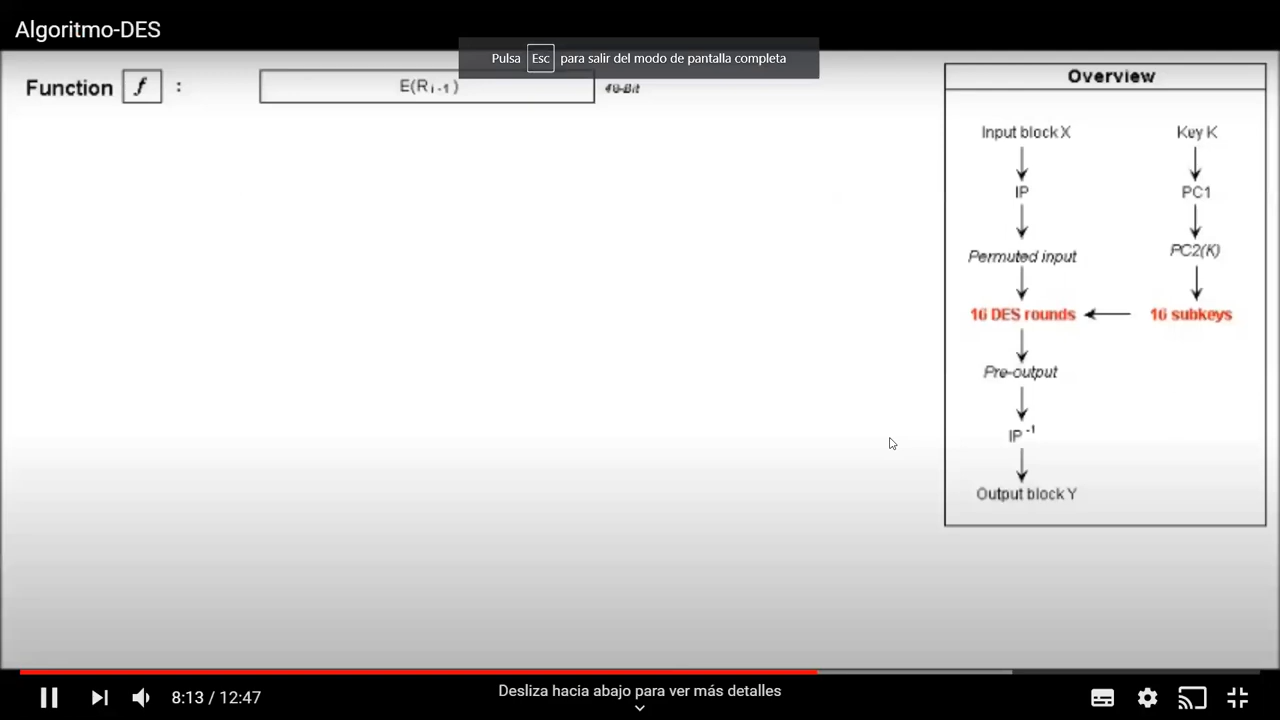 Algoritmo-DES
Pulsa Esc para salir del modo de pantalla completa
Function f :
E(Ri-1)
48-Bit
Overview
Input block X
Key K
IP
PC1
Permuted input
PC2(K)
16 DES rounds
16 subkeys
Pre-output
IP-1
Output block Y
8:13 / 12:47
Desliza hacia abajo para ver más detalles